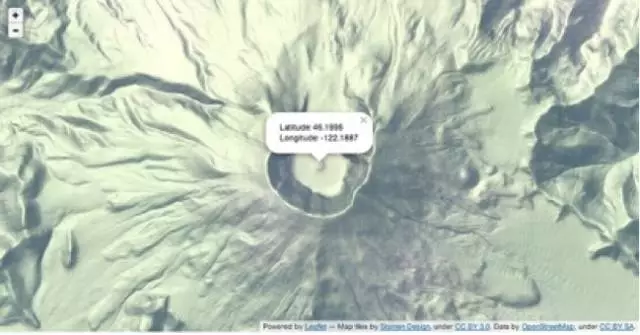 +
-
Latitude: 46.1996
Longitude: -122.1887
×
Powered by Leaflet — Map tiles by Stamen Design, under CC BY 3.0. Data by OpenStreetMap, under CC BY SA.